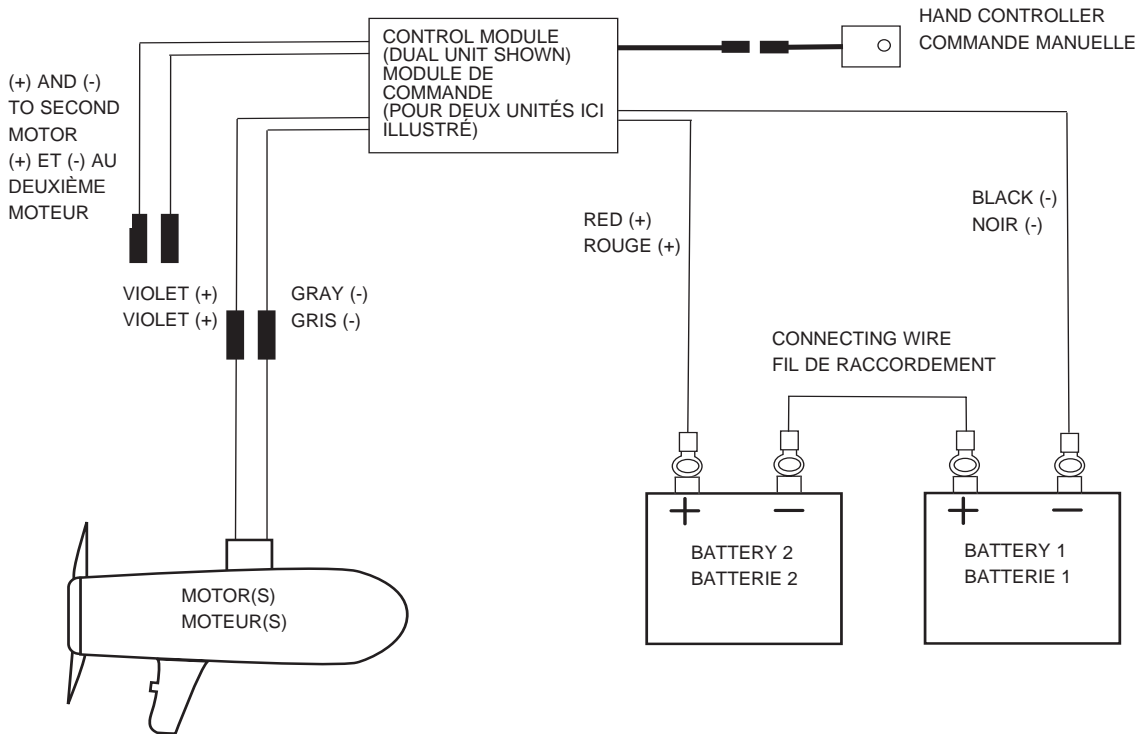 HAND CONTROLLER
COMMANDE MANUELLE
CONTROL MODULE
(DUAL UNIT SHOWN)
MODULE DE
COMMANDE
(POUR DEUX UNITÉS ICI
ILLUSTRÉ)
(+) AND (-)
TO SECOND
MOTOR
(+) ET (-) AU
DEUXIÈME
MOTEUR
RED (+)
ROUGE (+)
BLACK (-)
NOIR (-)
VIOLET (+)
VIOLET (+)
GRAY (-)
GRIS (-)
CONNECTING WIRE
FIL DE RACCORDEMENT
+ −
BATTERY 2
BATTERIE 2
+ −
BATTERY 1
BATTERIE 1
MOTOR(S)
MOTEUR(S)